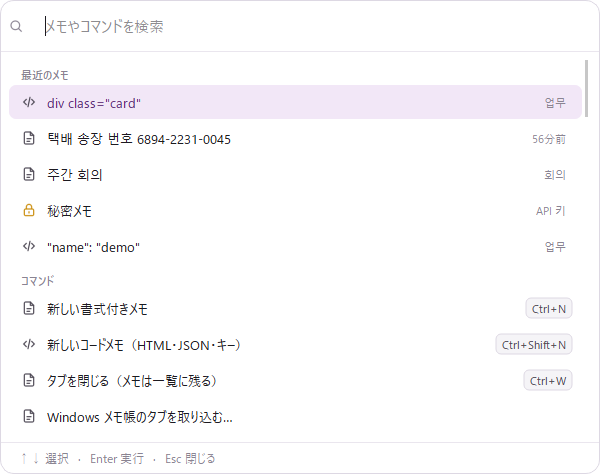 メモやコマンドを検索
最近のメモ
div class="card" 업무
택배 송장 번호 6894-2231-0045 56分前
주간 회의 회의
秘密メモ API 키
"name": "demo" 업무
コマンド
新しい書式付きメモ Ctrl+N
新しいコードメモ（HTML・JSON・キー） Ctrl+Shift+N
タブを閉じる（メモは一覧に残る） Ctrl+W
Windows メモ帳のタブを取り込む...
↑↓ 選択 · Enter 実行 · Esc 閉じる